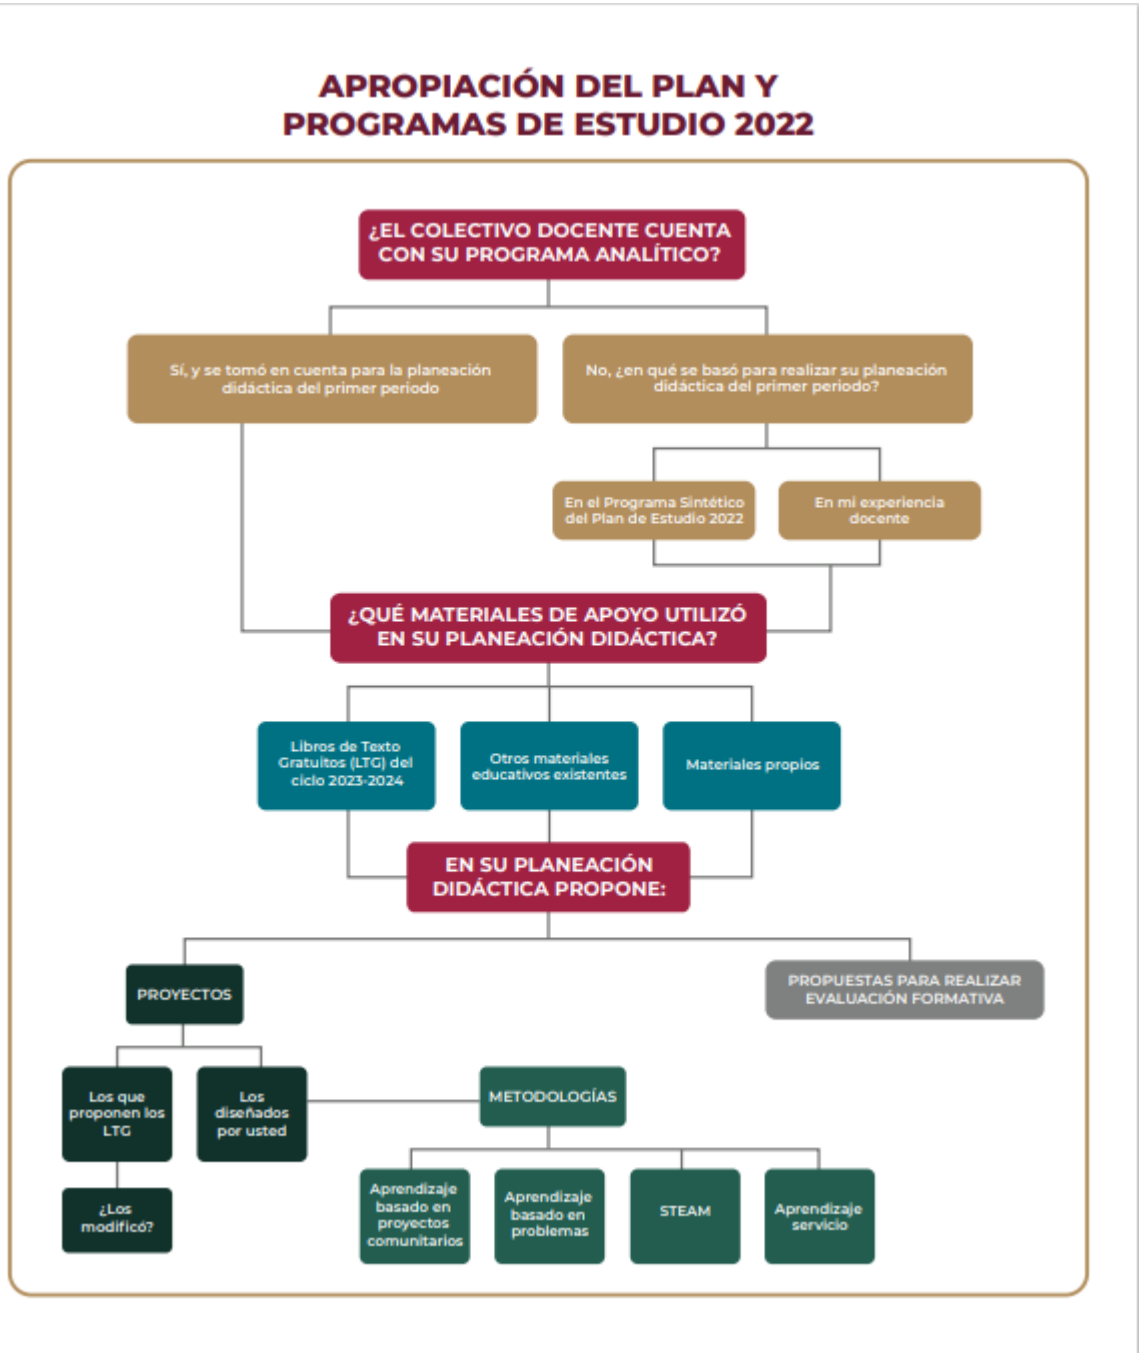 APROPIACIÓN DEL PLAN Y
PROGRAMAS DE ESTUDIO 2022
¿EL COLECTIVO DOCENTE CUENTA
CON SU PROGRAMA ANALÍTICO?
Sí, y se tomó en cuenta para la planeación
didáctica del primer periodo
No, ¿en qué se basó para realizar su planeación
didáctica del primer periodo?
En el Programa Sintético
del Plan de Estudio 2022
En mi experiencia
docente
¿QUÉ MATERIALES DE APOYO UTILIZÓ
EN SU PLANEACIÓN DIDÁCTICA?
Libros de Texto
Gratuitos (LTG) del
ciclo 2023-2024
Otros materiales
educativos existentes
Materiales propios
EN SU PLANEACIÓN
DIDÁCTICA PROPONE:
PROYECTOS
PROPUESTAS PARA REALIZAR
EVALUACIÓN FORMATIVA
Los que
proponen los
LTG
Los
diseñados
por usted
METODOLOGÍAS
¿Los
modificó?
Aprendizaje
basado en
proyectos
comunitarios
Aprendizaje
basado en
problemas
STEAM
Aprendizaje
servicio